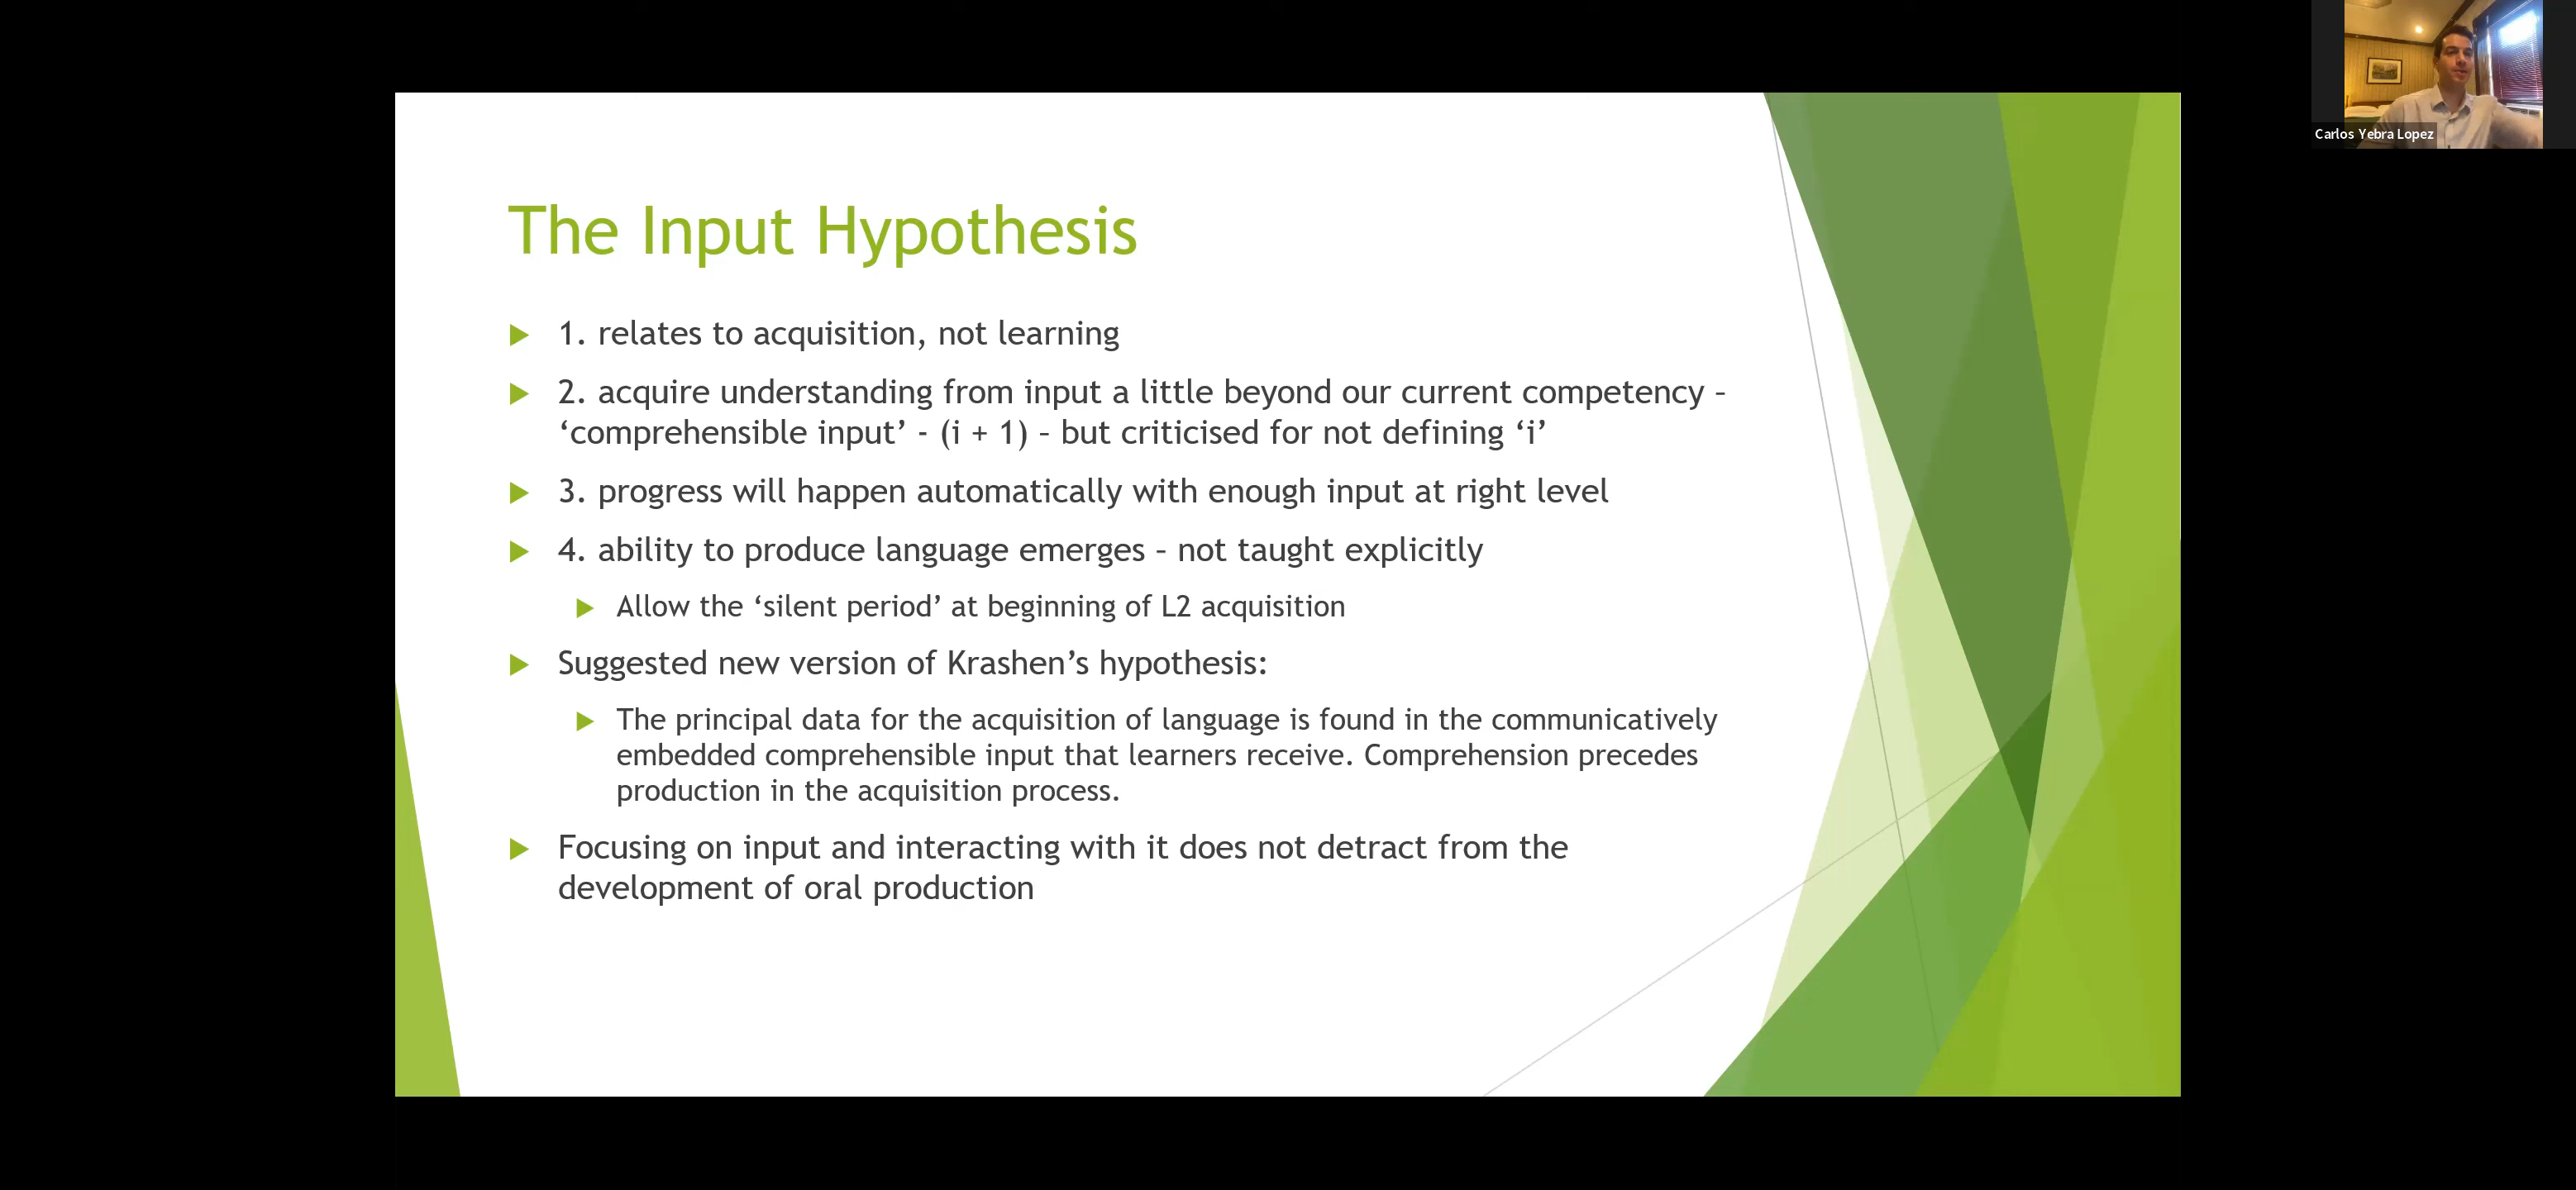 The Input Hypothesis
1. relates to acquisition, not learning
2. acquire understanding from input a little beyond our current competency –
‘comprehensible input’ - (i + 1) – but criticised for not defining ‘i’
3. progress will happen automatically with enough input at right level
4. ability to produce language emerges – not taught explicitly
Allow the ‘silent period’ at beginning of L2 acquisition
Suggested new version of Krashen’s hypothesis:
The principal data for the acquisition of language is found in the communicatively
embedded comprehensible input that learners receive. Comprehension precedes
production in the acquisition process.
Focusing on input and interacting with it does not detract from the
development of oral production
Carlos Yebra Lopez